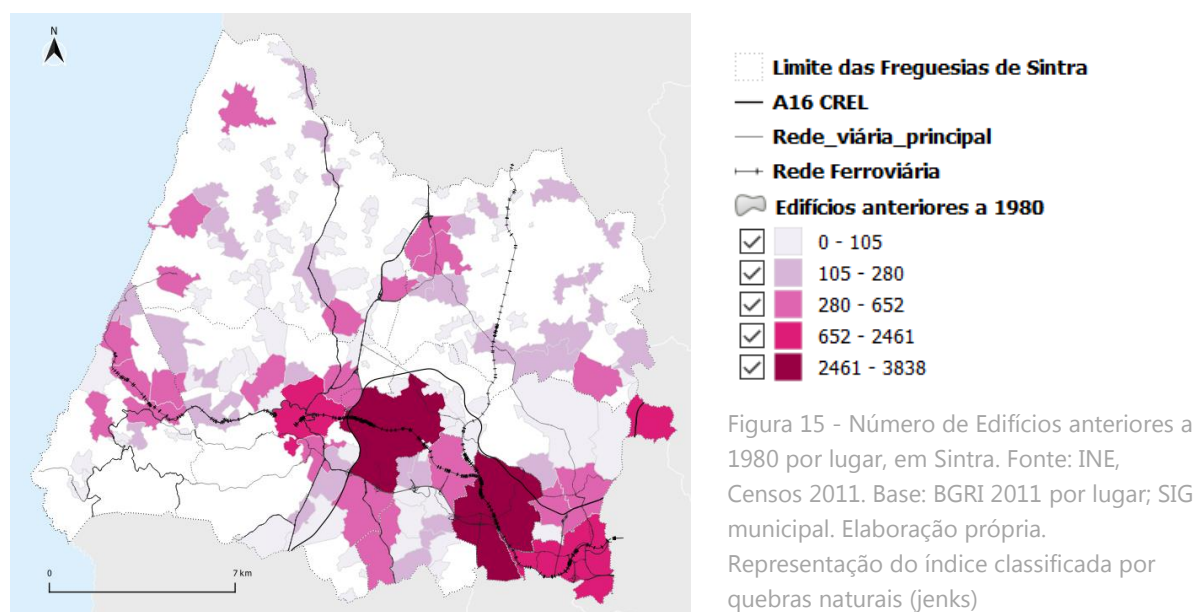 N
0 7 km
Limite das Freguesias de Sintra
A16 CREL
Rede_viária_principal
Rede Ferroviária
Edifícios anteriores a 1980
0 - 105
105 - 280
280 - 652
652 - 2461
2461 - 3838
Figura 15 - Número de Edifícios anteriores a
1980 por lugar, em Sintra. Fonte: INE,
Censos 2011. Base: BGRI 2011 por lugar; SIG
municipal. Elaboração própria.
Representação do índice classificada por
quebras naturais (jenks)